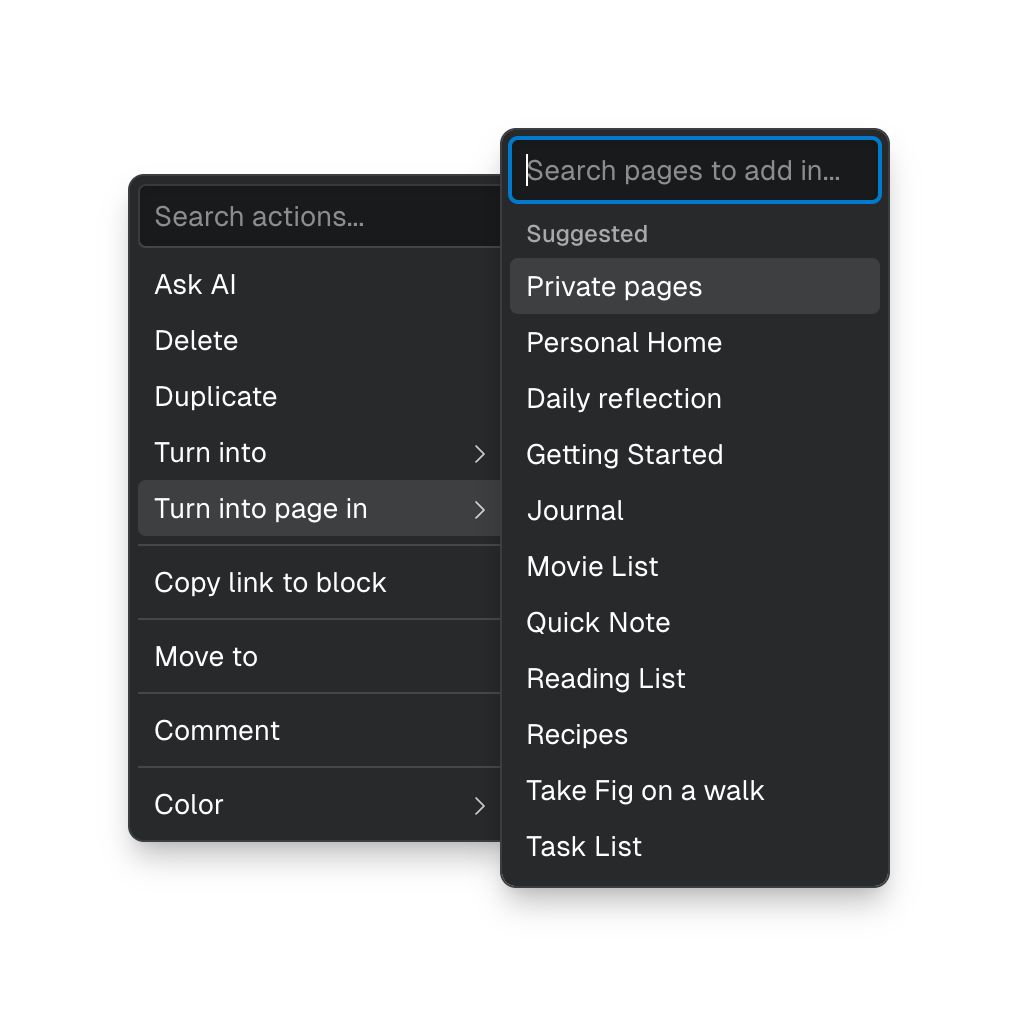 Search actions...
Ask AI
Delete
Duplicate
Turn into
Turn into page in
Copy link to block
Move to
Comment
Color
Search pages to add in...
Suggested
Private pages
Personal Home
Daily reflection
Getting Started
Journal
Movie List
Quick Note
Reading List
Recipes
Take Fig on a walk
Task List